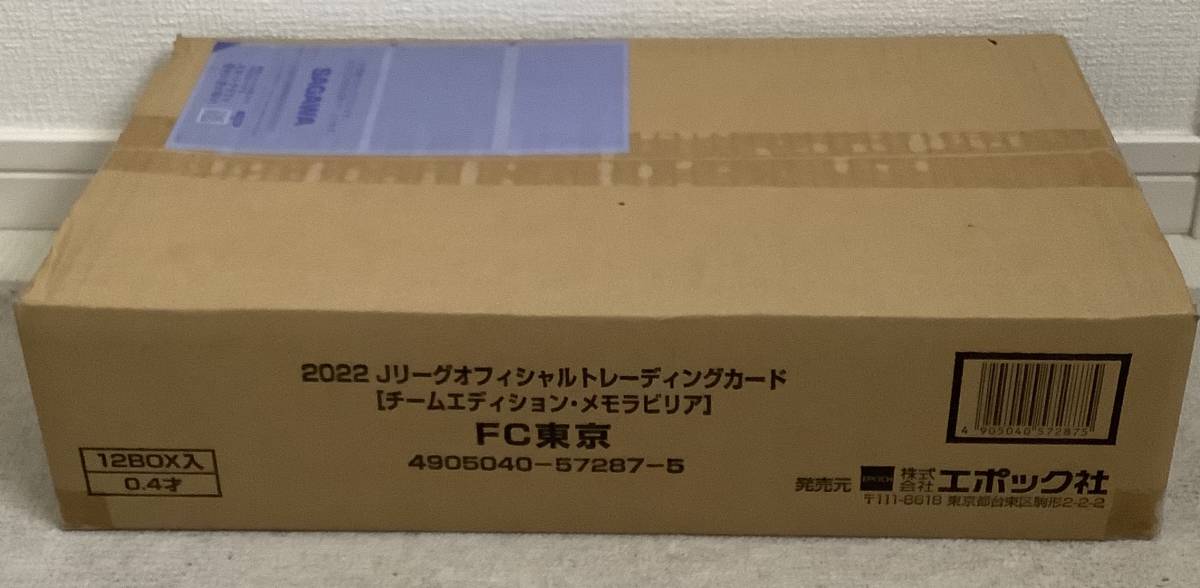 SAGAWA
2022 Jリーグオフィシャルトレーディングカード
[チームエディション・メモラビリア]
FC東京
4905040-57287-5
12BOX入
0.4才
4 905040 572875
発売元 EPOCH 株式会社 エポック社
〒111-8618 東京都台東区駒形2-2-2